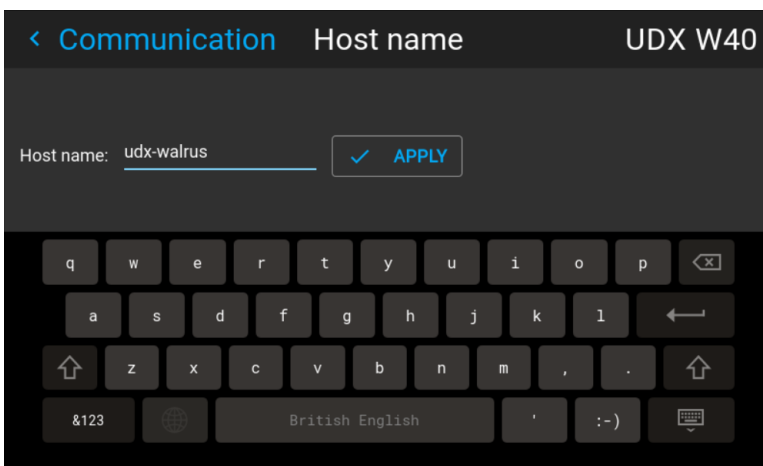 Communication Host name UDX W40
Host name: udx-walrus APPLY
q w e r t y u i o p
a s d f g h j k l
z x c v b n m , .
&123 British English ' :-)